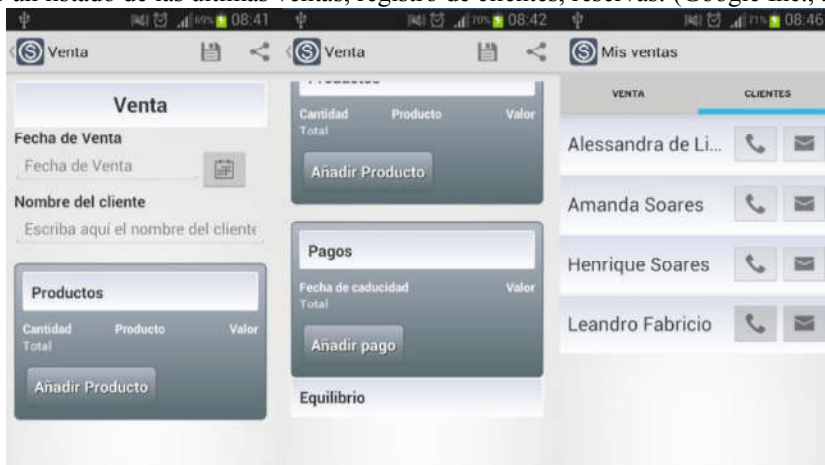 un listado de las últimas ventas, registro de clientes, reservas. (Google Inc.,
69% 08:41
Venta
Venta
Fecha de Venta
Fecha de Venta
Nombre del cliente
Escriba aquí el nombre del cliente
Productos
Cantidad Producto Valor
Total
Añadir Producto
70% 08:42
Venta
Cantidad Producto Valor
Total
Añadir Producto
Pagos
Fecha de caducidad Valor
Total
Añadir pago
Equilibrio
71% 08:46
Mis ventas
VENTA CLIENTES
Alessandra de Li...
Amanda Soares
Henrique Soares
Leandro Fabricio